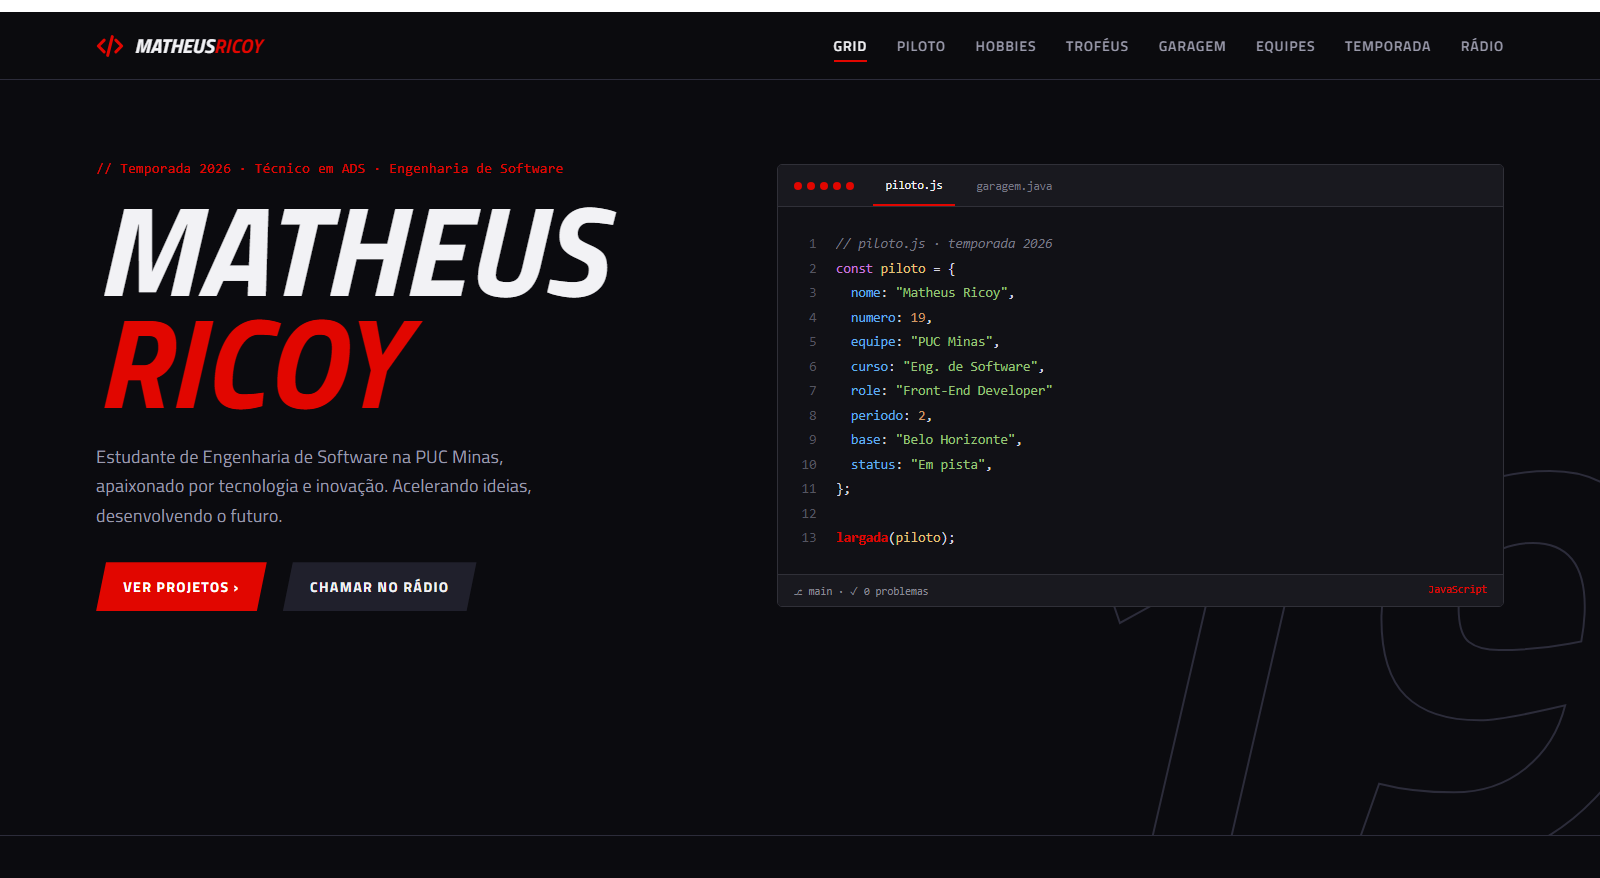 </> MATHEUSRICOY
GRID PILOTO HOBBIES TROFÉUS GARAGEM EQUIPES TEMPORADA RÁDIO
// Temporada 2026 · Técnico em ADS · Engenharia de Software
MATHEUS
RICOY
Estudante de Engenharia de Software na PUC Minas,
apaixonado por tecnologia e inovação. Acelerando ideias,
desenvolvendo o futuro.
VER PROJETOS ›
CHAMAR NO RÁDIO
piloto.js garagem.java
1 // piloto.js · temporada 2026
2 const piloto = {
3 nome: "Matheus Ricoy",
4 numero: 19,
5 equipe: "PUC Minas",
6 curso: "Eng. de Software",
7 role: "Front-End Developer"
8 periodo: 2,
9 base: "Belo Horizonte",
10 status: "Em pista",
11 };
12
13 largada(piloto);
⎇ main · ✓ 0 problemas
JavaScript
19